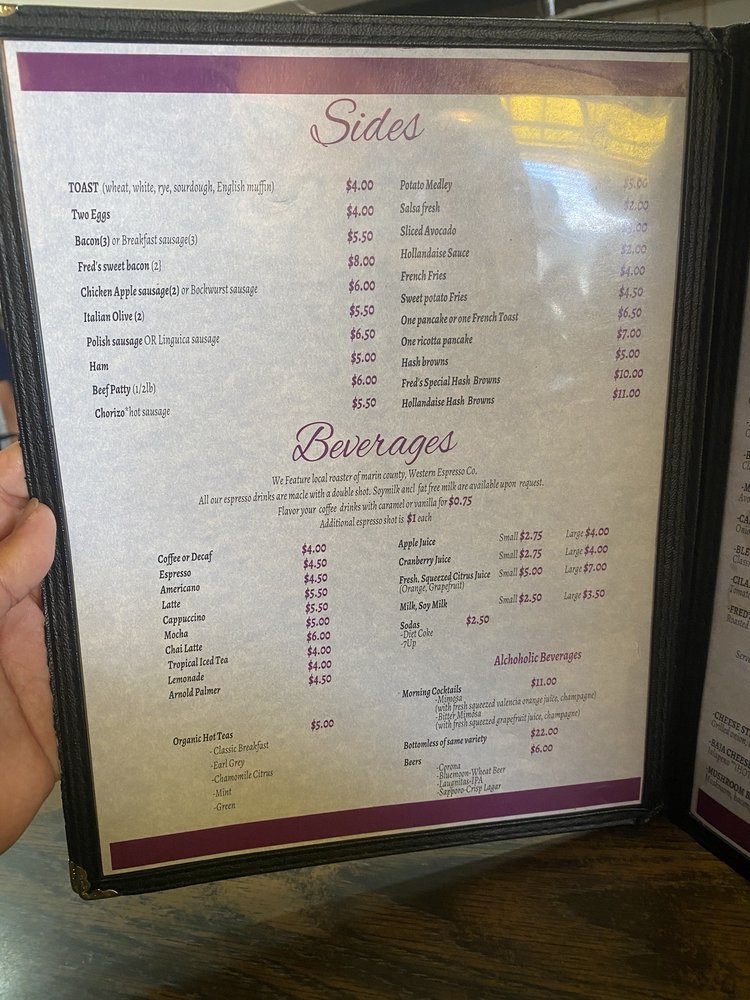 Sides
TOAST (wheat, white, rye, sourdough, English muffin) $4.00
Two Eggs $4.00
Bacon(3) or Breakfast sausage(3) $5.50
Fred's sweet bacon (2) $8.00
Chicken Apple sausage(2) or Bockwurst sausage $6.00
Italian Olive (2) $5.50
Polish sausage OR Linguica sausage $6.50
Ham $5.00
Beef Patty (1/2lb) $6.00
Chorizo*hot sausage $5.50
Potato Medley
Salsa fresh $2.00
Sliced Avocado
Hollandaise Sauce $2.00
French Fries $4.00
Sweet potato Fries $4.50
One pancake or one French Toast $6.50
One ricotta pancake $7.00
Hash browns $5.00
Fred's Special Hash Browns $10.00
Hollandaise Hash Browns $11.00
Beverages
We Feature local roaster of marin county, Western Espresso Co.
All our espresso drinks are macle with a double shot. Soymilk ancl fat free milk are available upon request.
Flavor your coffee drinks with caramel or vanilla for $0.75
Additional espresso shot is $1 each
Coffee or Decaf $4.00
Espresso $4.50
Americano $4.50
Latte $5.50
Cappuccino $5.50
Mocha $5.00
Chai Latte $6.00
Tropical Iced Tea $4.00
Lemonade $4.00
Arnold Palmer $4.50
Organic Hot Teas $5.00
-Classic Breakfast
-Earl Grey
-Chamomile Citrus
-Mint
-Green
Apple Juice Small $2.75 Large $4.00
Cranberry Juice Small $2.75 Large $4.00
Fresh. Squeezed Citrus Juice Small $5.00 Large $7.00
(Orange, Grapefruit)
Milk, Soy Milk Small $2.50 Large $3.50
Sodas $2.50
-Diet Coke
-7Up
Alchoholic Beverages
Morning Cocktails $11.00
-Mimosa
(with fresh squeezed valencia orange juice, champagne)
-Bitter Mimosa
(with fresh squeezed grapefruit juice, champagne)
Bottomless of same variety $22.00
Beers $6.00
-Corona
-Bluemoon-Wheat Beer
-Laugnitas-IPA
-Sapporo-Crisp Lagar